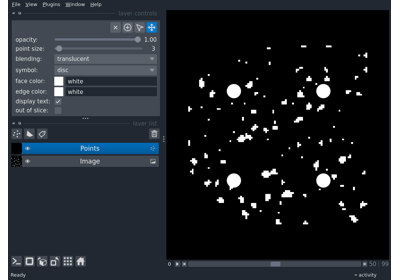 File View Plugins Window Help
layer controls
opacity: 1.00
point size: 3
blending: translucent
symbol: disc
face color: white
edge color: white
display text:
out of slice:
layer list
Points
Image
50 99
Ready activity